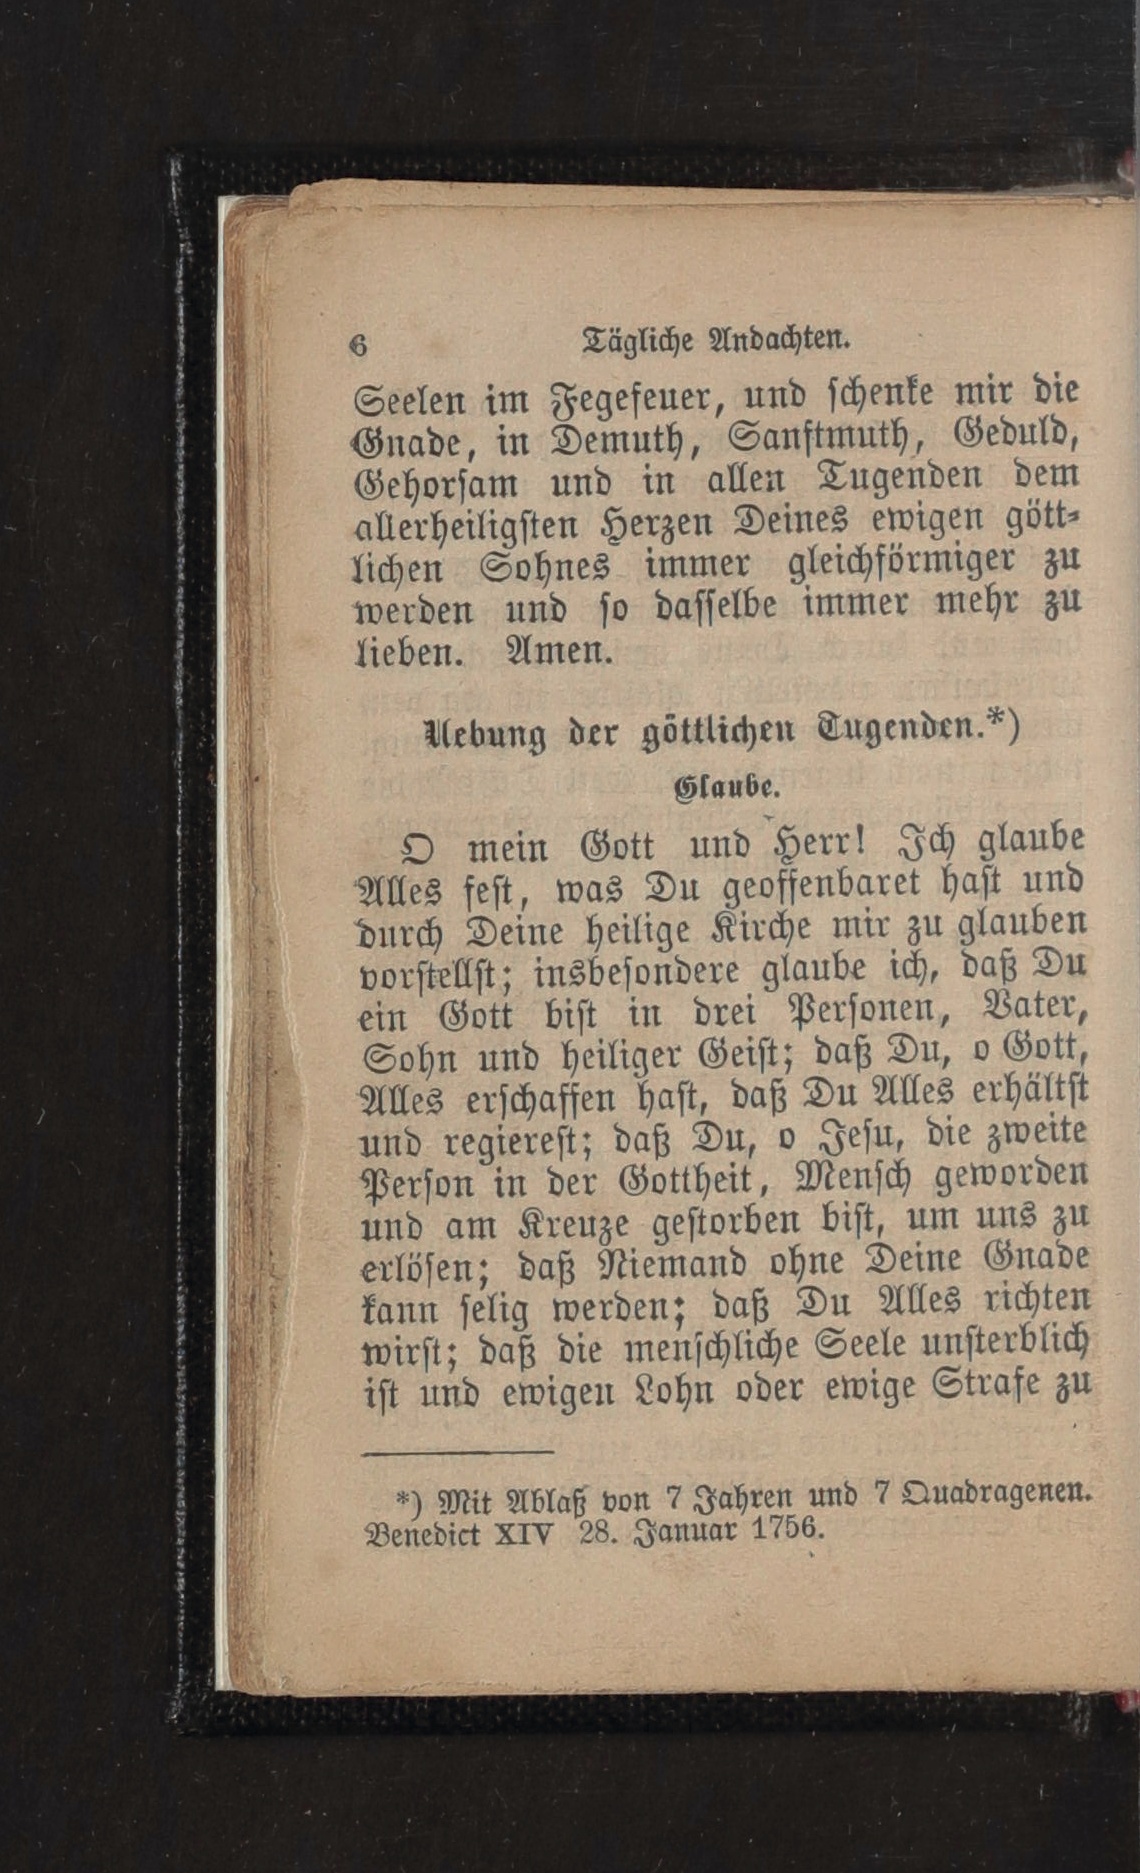 6 Tägliche Andachten.
Seelen im Fegefeuer, und schenke mir die
Gnade, in Demuth, Sanftmuth, Geduld,
Gehorsam und in allen Tugenden dem
allerheiligsten Herzen Deines ewigen gött-
lichen Sohnes immer gleichförmiger zu
werden und so dasselbe immer mehr zu
lieben. Amen.
Uebung der göttlichen Tugenden.*)
Glaube.
O mein Gott und Herr! Ich glaube
Alles fest, was Du geoffenbaret hast und
durch Deine heilige Kirche mir zu glauben
vorstellst; insbesondere glaube ich, daß Du
ein Gott bist in drei Personen, Vater,
Sohn und heiliger Geist; daß Du, o Gott,
Alles erschaffen hast, daß Du Alles erhältst
und regierest; daß Du, o Jesu, die zweite
Person in der Gottheit, Mensch geworden
und am Kreuze gestorben bist, um uns zu
erlösen; daß Niemand ohne Deine Gnade
kann selig werden; daß Du Alles richten
wirst; daß die menschliche Seele unsterblich
ist und ewigen Lohn oder ewige Strafe zu
*) Mit Ablaß von 7 Jahren und 7 Quadragenen.
Benedict XIV 28. Januar 1756.